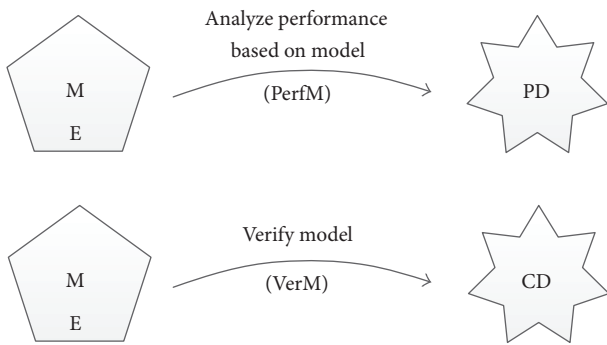 Analyze performance
based on model
(PerfM)
M
E
PD
Verify model
(VerM)
M
E
CD